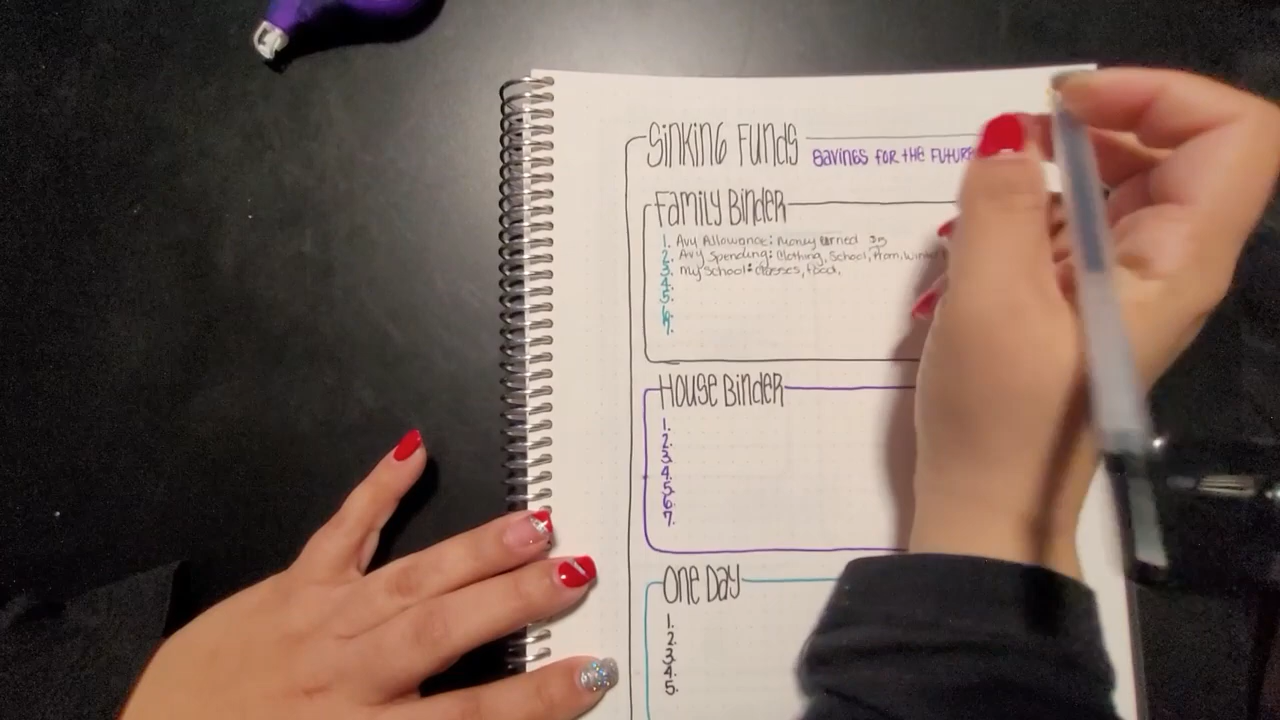 Sinking Funds
Savings for the Future
Family Binder
1. Avy Allowance: Money
2. Avy Spending: Clothing, School, Prom,
3. My School: Classes, Food,
4.
5.
6.
7.
House Binder
1.
2.
3.
4.
5.
6.
7.
One Day
1.
2.
3.
4.
5.